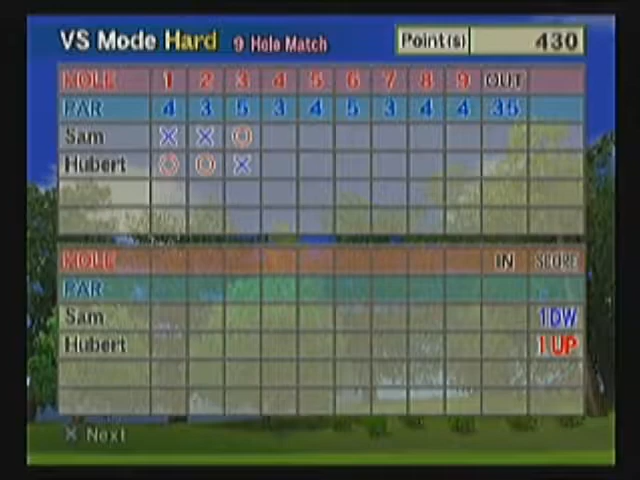 VS Mode Hard 9 Hole Match Point(s) 430
HOLE 1 2 3 4 5 6 7 8 9 OUT
PAR 4 3 5 3 4 5 3 4 4 35
Sam X X O
Hubert O O X
HOLE IN SCORE
PAR
Sam 1DW
Hubert 1UP
X Next